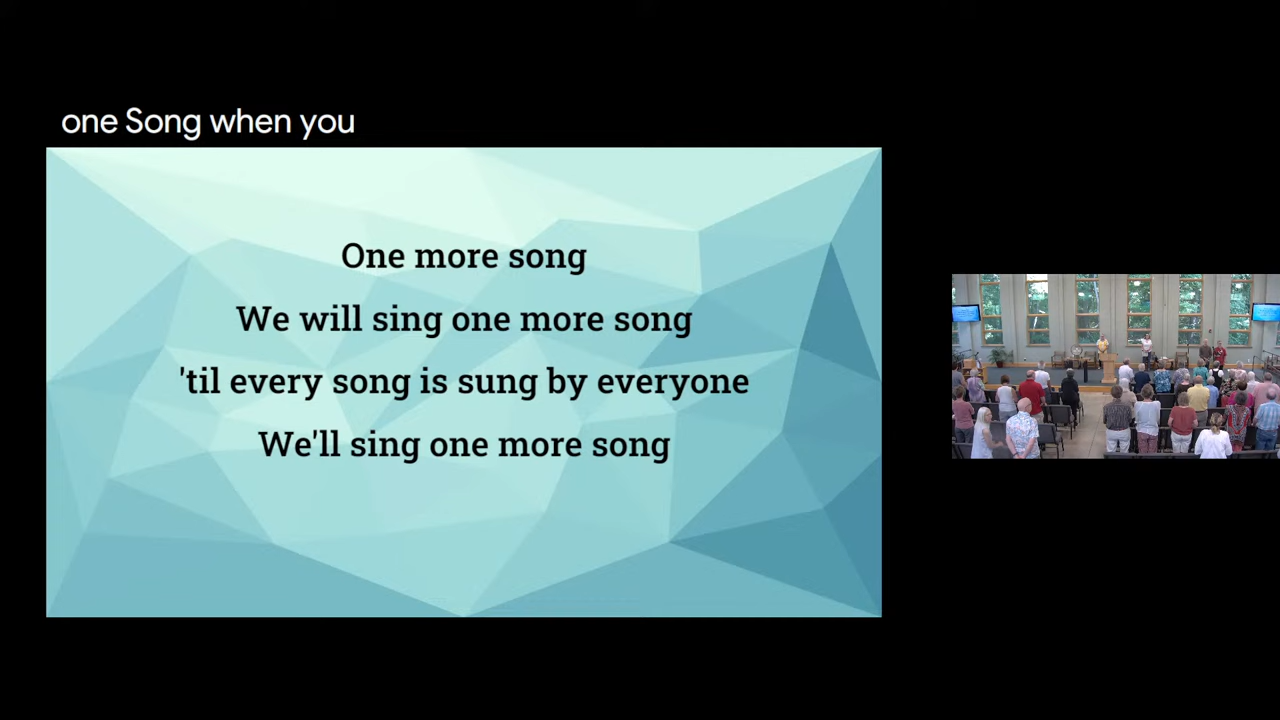 one Song when you
One more song
We will sing one more song
'til every song is sung by everyone
We'll sing one more song